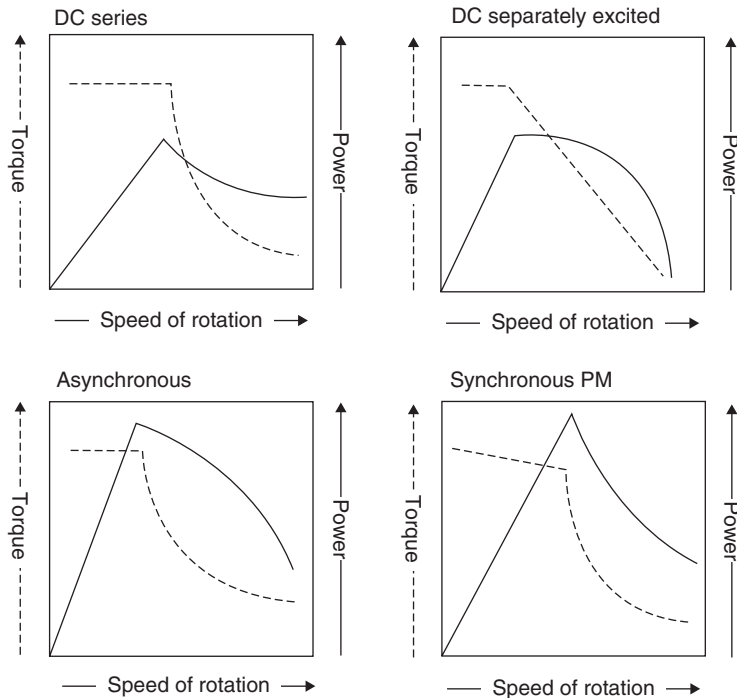 DC series
DC separately excited
Torque
Power
Torque
Power
Speed of rotation
Speed of rotation
Asynchronous
Synchronous PM
Torque
Power
Torque
Power
Speed of rotation
Speed of rotation